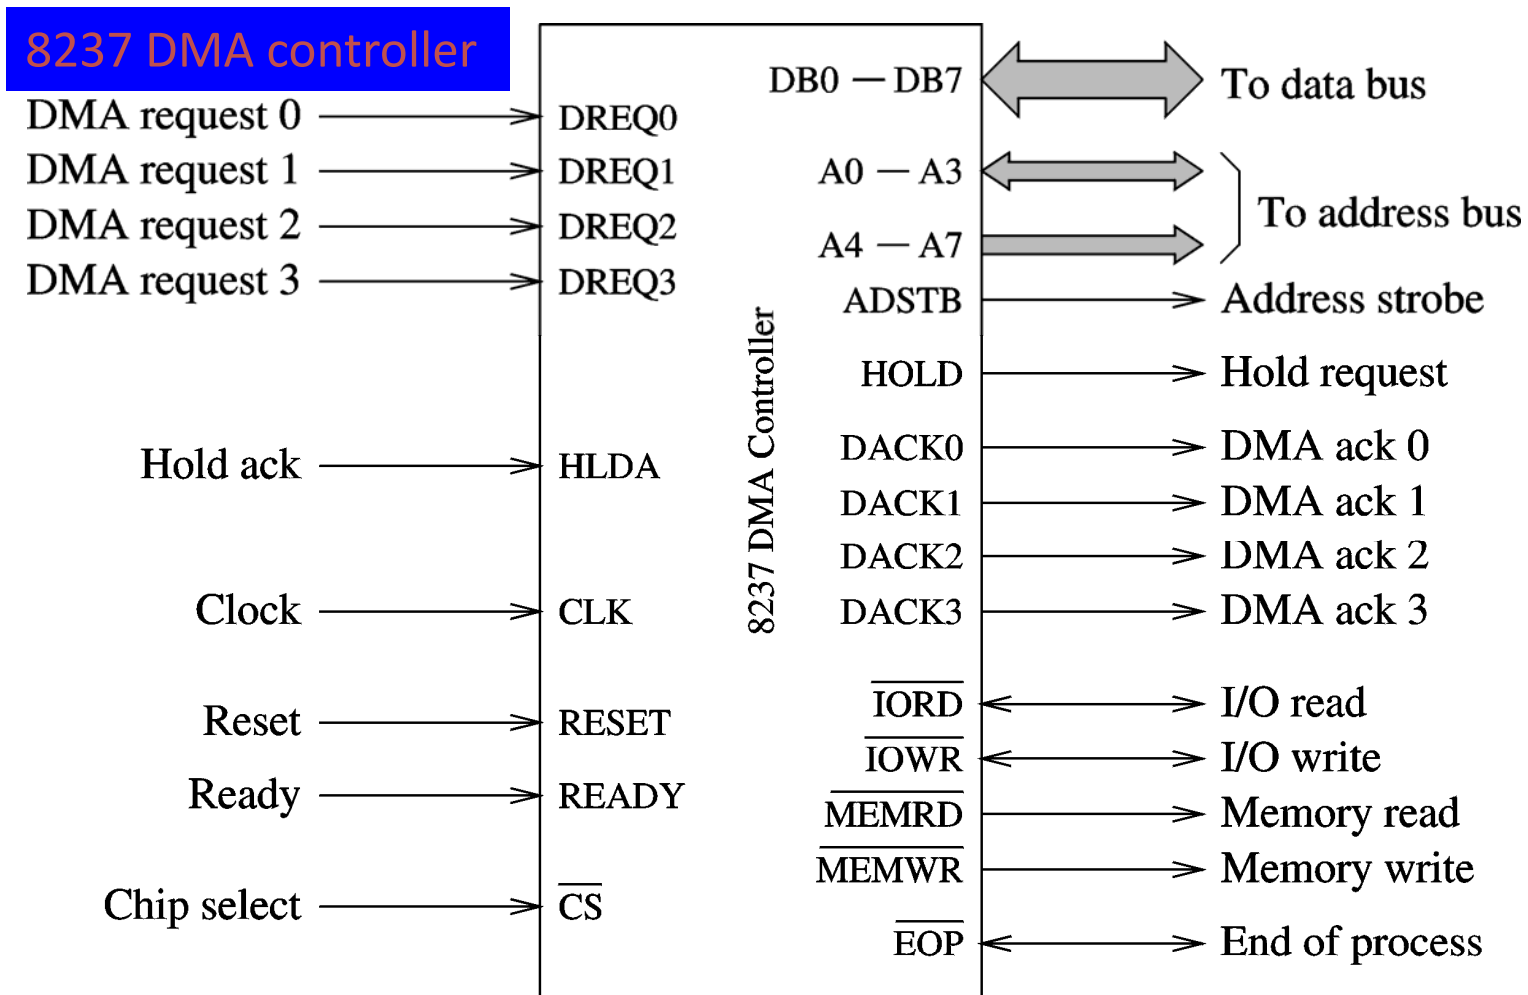 8237 DMA controller
DMA request 0
DREQ0
DMA request 1
DREQ1
DMA request 2
DREQ2
DMA request 3
DREQ3
Hold ack
HLDA
Clock
CLK
Reset
RESET
Ready
READY
Chip select
CS
8237 DMA Controller
DB0 — DB7
To data bus
A0 — A3
A4 — A7
To address bus
ADSTB
Address strobe
HOLD
Hold request
DACK0
DMA ack 0
DACK1
DMA ack 1
DACK2
DMA ack 2
DACK3
DMA ack 3
IORD
I/O read
IOWR
I/O write
MEMRD
Memory read
MEMWR
Memory write
EOP
End of process